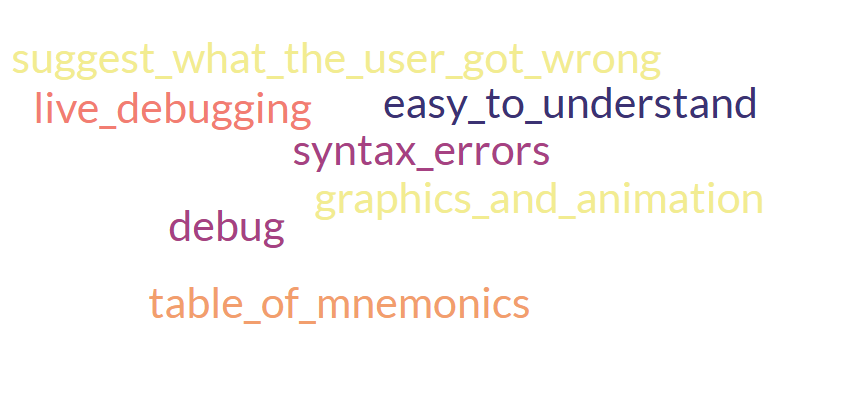 suggest_what_the_user_got_wrong
live_debugging
easy_to_understand
syntax_errors
graphics_and_animation
debug
table_of_mnemonics